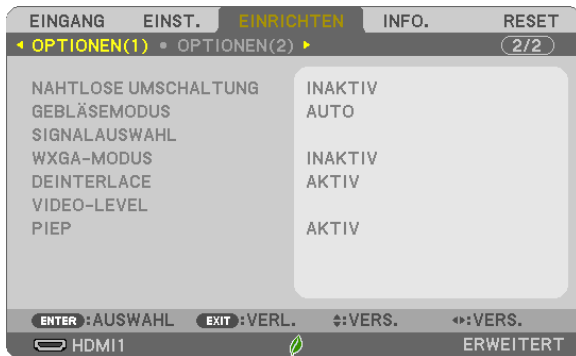 EINGANG EINST. EINRICHTEN INFO. RESET
OPTIONEN(1) • OPTIONEN(2) 2/2
NAHTLOSE UMSCHALTUNG INAKTIV
GEBLÄSEMODUS AUTO
SIGNALAUSWAHL
WXGA-MODUS INAKTIV
DEINTERLACE AKTIV
VIDEO-LEVEL
PIEP AKTIV
ENTER :AUSWAHL EXIT :VERL. :VERS. :VERS.
HDMI1 ERWEITERT